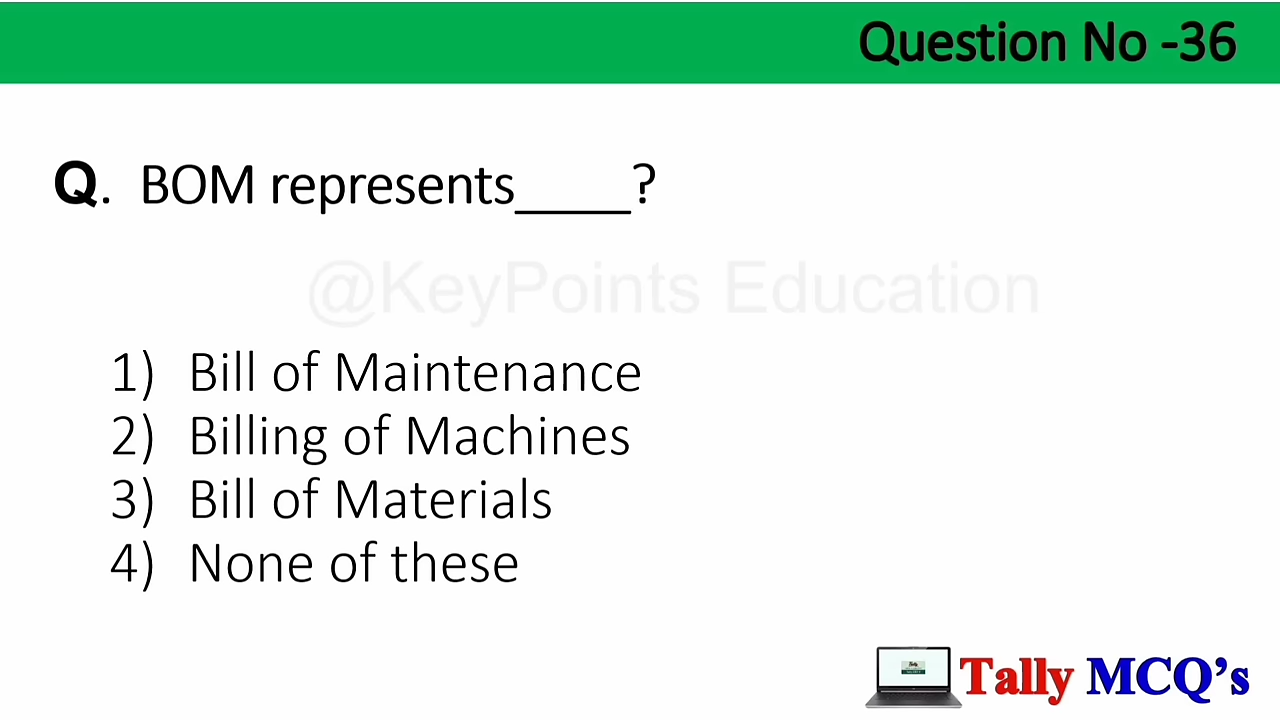 Question No -36
Q. BOM represents____?
@KeyPoints Education
1) Bill of Maintenance
2) Billing of Machines
3) Bill of Materials
4) None of these
Tally MCQ's